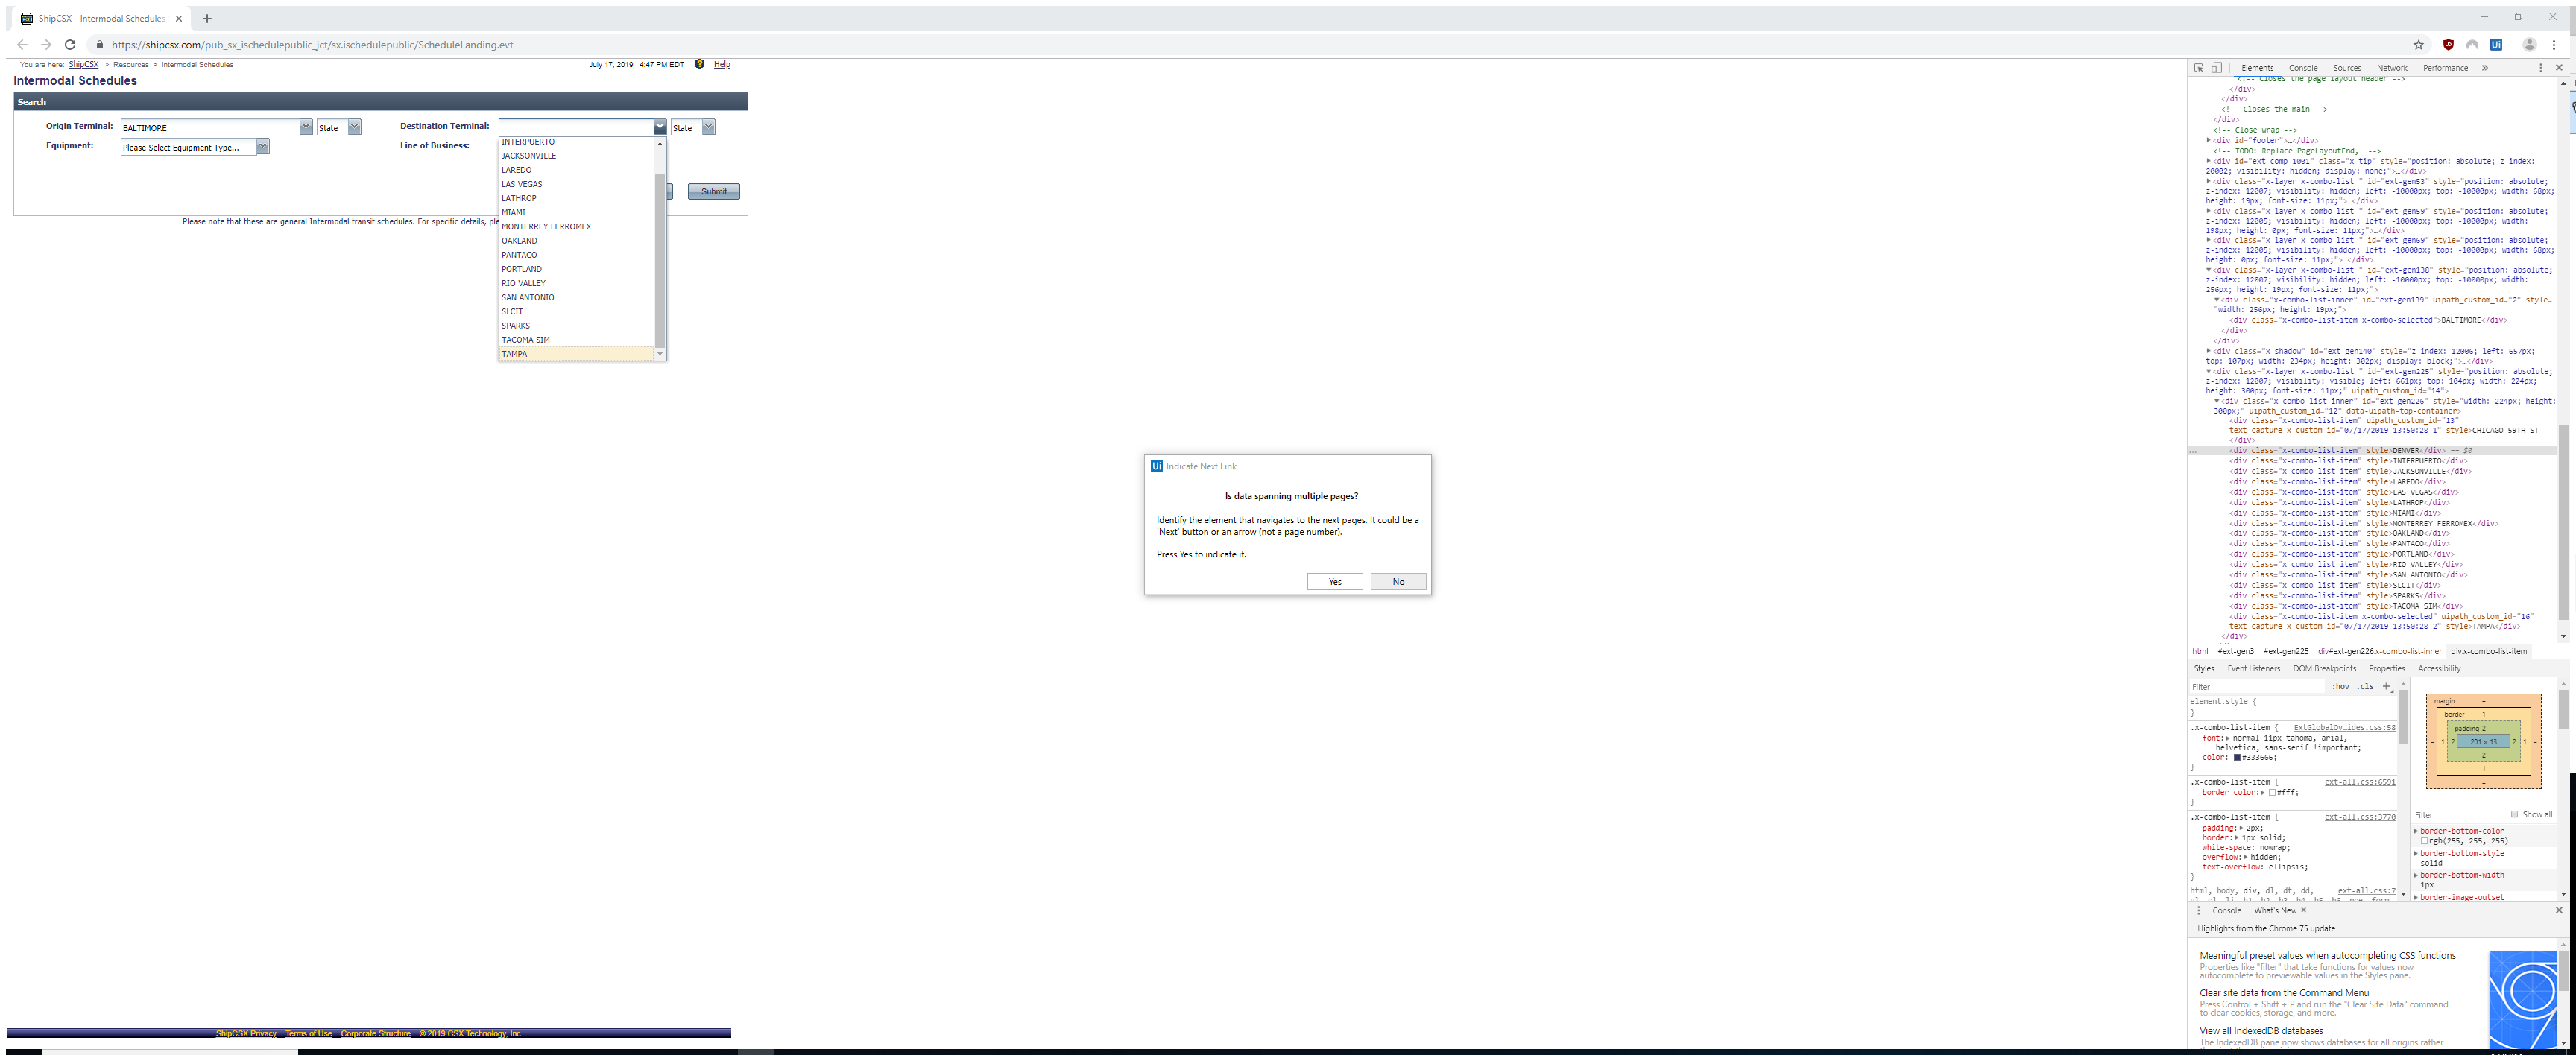 ShipCSX - Intermodal Schedules
https://shipcsx.com/pub_sx_ischedulepublic_jct/sx.ischedulepublic/ScheduleLanding.evt
You are here: ShipCSX > Resources > Intermodal Schedules
July 17, 2019 4:47 PM EDT ? Help
Intermodal Schedules
Search
Origin Terminal: BALTIMORE State Destination Terminal: State
Equipment: Please Select Equipment Type... Line of Business:
Submit
Please note that these are general Intermodal transit schedules. For specific details, ple
INTERPUERTO
JACKSONVILLE
LAREDO
LAS VEGAS
LATHROP
MIAMI
MONTERREY FERROMEX
OAKLAND
PANTACO
PORTLAND
RIO VALLEY
SAN ANTONIO
SLCIT
SPARKS
TACOMA SIM
TAMPA
Ui Indicate Next Link
Is data spanning multiple pages?
Identify the element that navigates to the next pages. It could be a
'Next' button or an arrow (not a page number).
Press Yes to indicate it.
Yes No
ShipCSX Privacy Terms of Use Corporate Structure © 2019 CSX Technology, Inc.
Elements Console Sources Network Performance »
<!-- Closes the page layout header -->
</div>
</div>
<!-- Closes the main -->
</div>
<!-- Close wrap -->
<div id="footer">…</div>
<!-- TODO: Replace PageLayoutEnd, -->
<div id="ext-comp-1001" class="x-tip" style="position: absolute; z-index:
20002; visibility: hidden; display: none;">…</div>
<div class="x-layer x-combo-list " id="ext-gen53" style="position: absolute;
z-index: 12007; visibility: hidden; left: -10000px; top: -10000px; width: 68px;
height: 19px; font-size: 11px;">…</div>
<div class="x-layer x-combo-list " id="ext-gen59" style="position: absolute;
z-index: 12005; visibility: hidden; left: -10000px; top: -10000px; width:
198px; height: 0px; font-size: 11px;">…</div>
<div class="x-layer x-combo-list " id="ext-gen69" style="position: absolute;
z-index: 12005; visibility: hidden; left: -10000px; top: -10000px; width: 68px;
height: 0px; font-size: 11px;">…</div>
<div class="x-layer x-combo-list " id="ext-gen138" style="position: absolute;
z-index: 12007; visibility: hidden; left: -10000px; top: -10000px; width:
256px; height: 19px; font-size: 11px;">
<div class="x-combo-list-inner" id="ext-gen139" uipath_custom_id="2" style=
"width: 256px; height: 19px;">
<div class="x-combo-list-item x-combo-selected">BALTIMORE</div>
</div>
</div>
<div class="x-shadow" id="ext-gen140" style="z-index: 12006; left: 657px;
top: 107px; width: 234px; height: 302px; display: block;">…</div>
<div class="x-layer x-combo-list " id="ext-gen225" style="position: absolute;
z-index: 12007; visibility: visible; left: 661px; top: 104px; width: 224px;
height: 300px; font-size: 11px;" uipath_custom_id="14">
<div class="x-combo-list-inner" id="ext-gen226" style="width: 224px; height:
300px;" uipath_custom_id="12" data-uipath-top-container>
<div class="x-combo-list-item" uipath_custom_id="13"
text_capture_x_custom_id="07/17/2019 13:50:28-1" style>CHICAGO 59TH ST
</div>
<div class="x-combo-list-item" style>DENVER</div> == $0
<div class="x-combo-list-item" style>INTERPUERTO</div>
<div class="x-combo-list-item" style>JACKSONVILLE</div>
<div class="x-combo-list-item" style>LAREDO</div>
<div class="x-combo-list-item" style>LAS VEGAS</div>
<div class="x-combo-list-item" style>LATHROP</div>
<div class="x-combo-list-item" style>MIAMI</div>
<div class="x-combo-list-item" style>MONTERREY FERROMEX</div>
<div class="x-combo-list-item" style>OAKLAND</div>
<div class="x-combo-list-item" style>PANTACO</div>
<div class="x-combo-list-item" style>PORTLAND</div>
<div class="x-combo-list-item" style>RIO VALLEY</div>
<div class="x-combo-list-item" style>SAN ANTONIO</div>
<div class="x-combo-list-item" style>SLCIT</div>
<div class="x-combo-list-item" style>SPARKS</div>
<div class="x-combo-list-item" style>TACOMA SIM</div>
<div class="x-combo-list-item x-combo-selected" uipath_custom_id="16"
text_capture_x_custom_id="07/17/2019 13:50:28-2" style>TAMPA</div>
</div>
html #ext-gen3 #ext-gen225 div#ext-gen226.x-combo-list-inner div.x-combo-list-item
Styles Event Listeners DOM Breakpoints Properties Accessibility
Filter :hov .cls +
element.style {
}
.x-combo-list-item { ExtGlobalOv…ides.css:58
font: normal 11px tahoma, arial,
helvetica, sans-serif !important;
color: #333666;
}
.x-combo-list-item { ext-all.css:6591
border-color: #fff;
}
.x-combo-list-item { ext-all.css:3770
padding: 2px;
border: 1px solid;
white-space: nowrap;
overflow: hidden;
text-overflow: ellipsis;
}
html, body, div, dl, dt, dd, ext-all.css:7
margin –
border 1
padding 2
– 1 2 201 × 13 2 1 –
2
1
–
Filter Show all
border-bottom-color
rgb(255, 255, 255)
border-bottom-style
solid
border-bottom-width
1px
border-image-outset
Console What's New
Highlights from the Chrome 75 update
Meaningful preset values when autocompleting CSS functions
Properties like "filter" that take functions for values now
autocomplete to previewable values in the Styles pane.
Clear site data from the Command Menu
Press Control + Shift + P and run the "Clear Site Data" command
to clear cookies, storage, and more.
View all IndexedDB databases
The IndexedDB pane now shows databases for all origins rather